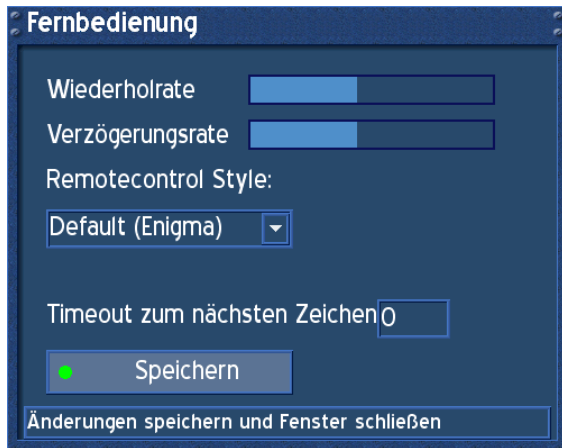 Fernbedienung
Wiederholrate
Verzögerungsrate
Remotecontrol Style:
Default (Enigma)
Timeout zum nächsten Zeichen 0
Speichern
Änderungen speichern und Fenster schließen